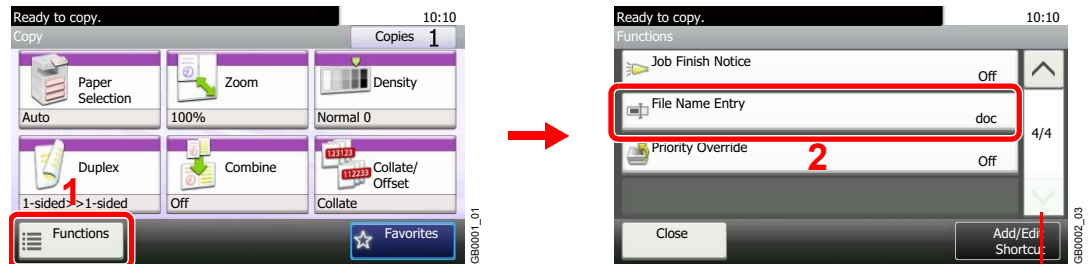 Ready to copy.
10:10
Copy
Copies 1
Paper
Selection
Auto
Zoom
100%
Density
Normal 0
Duplex
1-sided>>1-sided
Combine
Off
123123
112233
Collate/
Offset
Collate
1
Functions
Favorites
GB0001_01
Ready to copy.
10:10
Functions
Job Finish Notice
Off
File Name Entry
doc
4/4
Priority Override
Off
2
Close
Add/Edit
Shortcut
GB0002_03